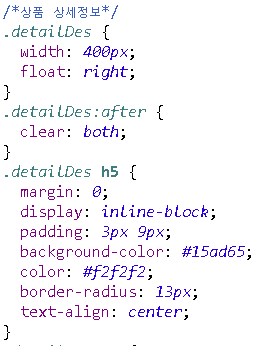 /*상품 상세정보*/
.detailDes {
  width: 400px;
  float: right;
}
.detailDes:after {
  clear: both;
}
.detailDes h5 {
  margin: 0;
  display: inline-block;
  padding: 3px 9px;
  background-color: #15ad65;
  color: #f2f2f2;
  border-radius: 13px;
  text-align: center;
}